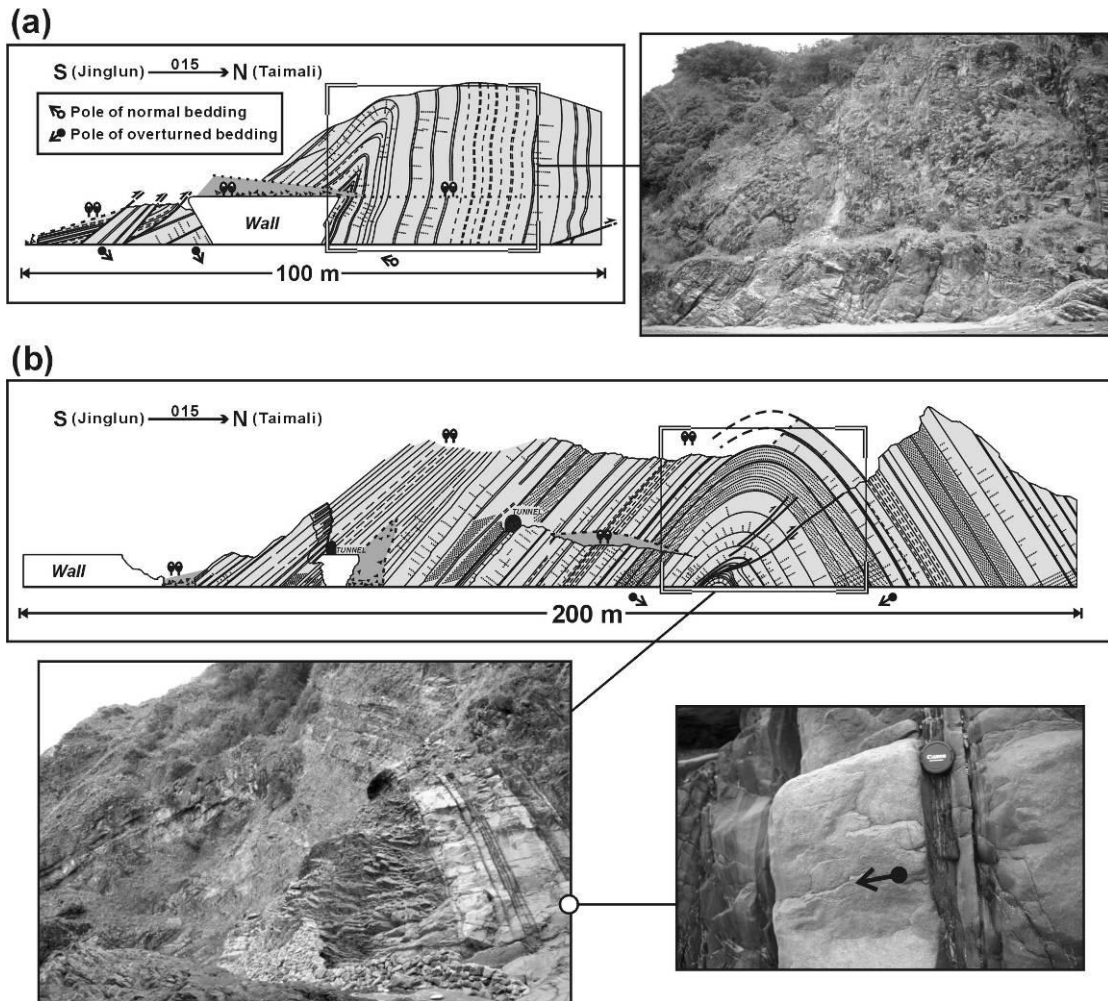 (a)
S (Jinglun) 015 N (Taimali)
Pole of normal bedding
Pole of overturned bedding
Wall
100 m
(b)
S (Jinglun) 015 N (Taimali)
TUNNEL
TUNNEL
Wall
200 m
Canon